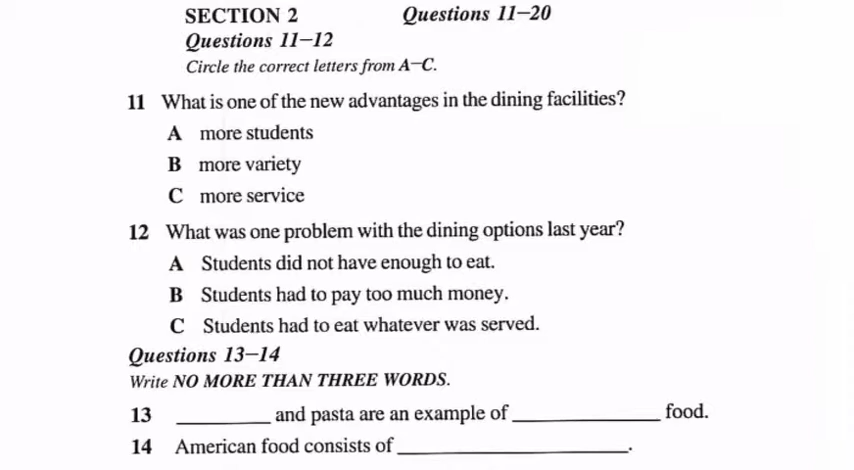 SECTION 2 Questions 11–20
Questions 11–12
Circle the correct letters from A–C.
11 What is one of the new advantages in the dining facilities?
A more students
B more variety
C more service
12 What was one problem with the dining options last year?
A Students did not have enough to eat.
B Students had to pay too much money.
C Students had to eat whatever was served.
Questions 13–14
Write NO MORE THAN THREE WORDS.
13 __________ and pasta are an example of ________________ food.
14 American food consists of _________________________.